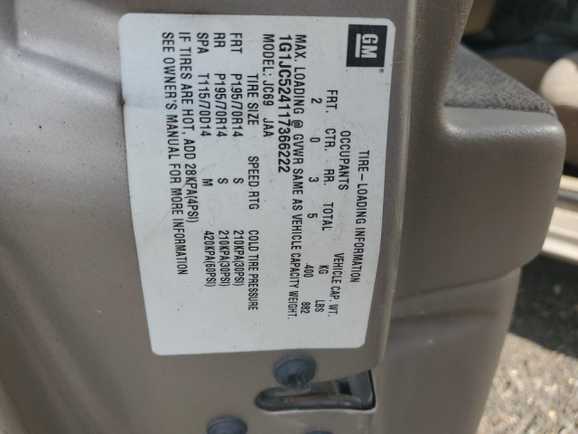 GM
TIRE-LOADING INFORMATION
OCCUPANTS VEHICLE CAP. WT.
FRT. CTR. RR. TOTAL KG LBS
2 0 3 5 400 882
MAX. LOADING @ GVWR SAME AS VEHICLE CAPACITY WEIGHT.
1G1JC524117366222
MODEL: JC69 JAA
TIRE SIZE SPEED RTG COLD TIRE PRESSURE
FRT P195/70R14 S 210KPA(30PSI)
RR P195/70R14 S 210KPA(30PSI)
SPA T115/70D14 M 420KPA(60PSI)
IF TIRES ARE HOT, ADD 28KPA(4PSI)
SEE OWNER'S MANUAL FOR MORE INFORMATION